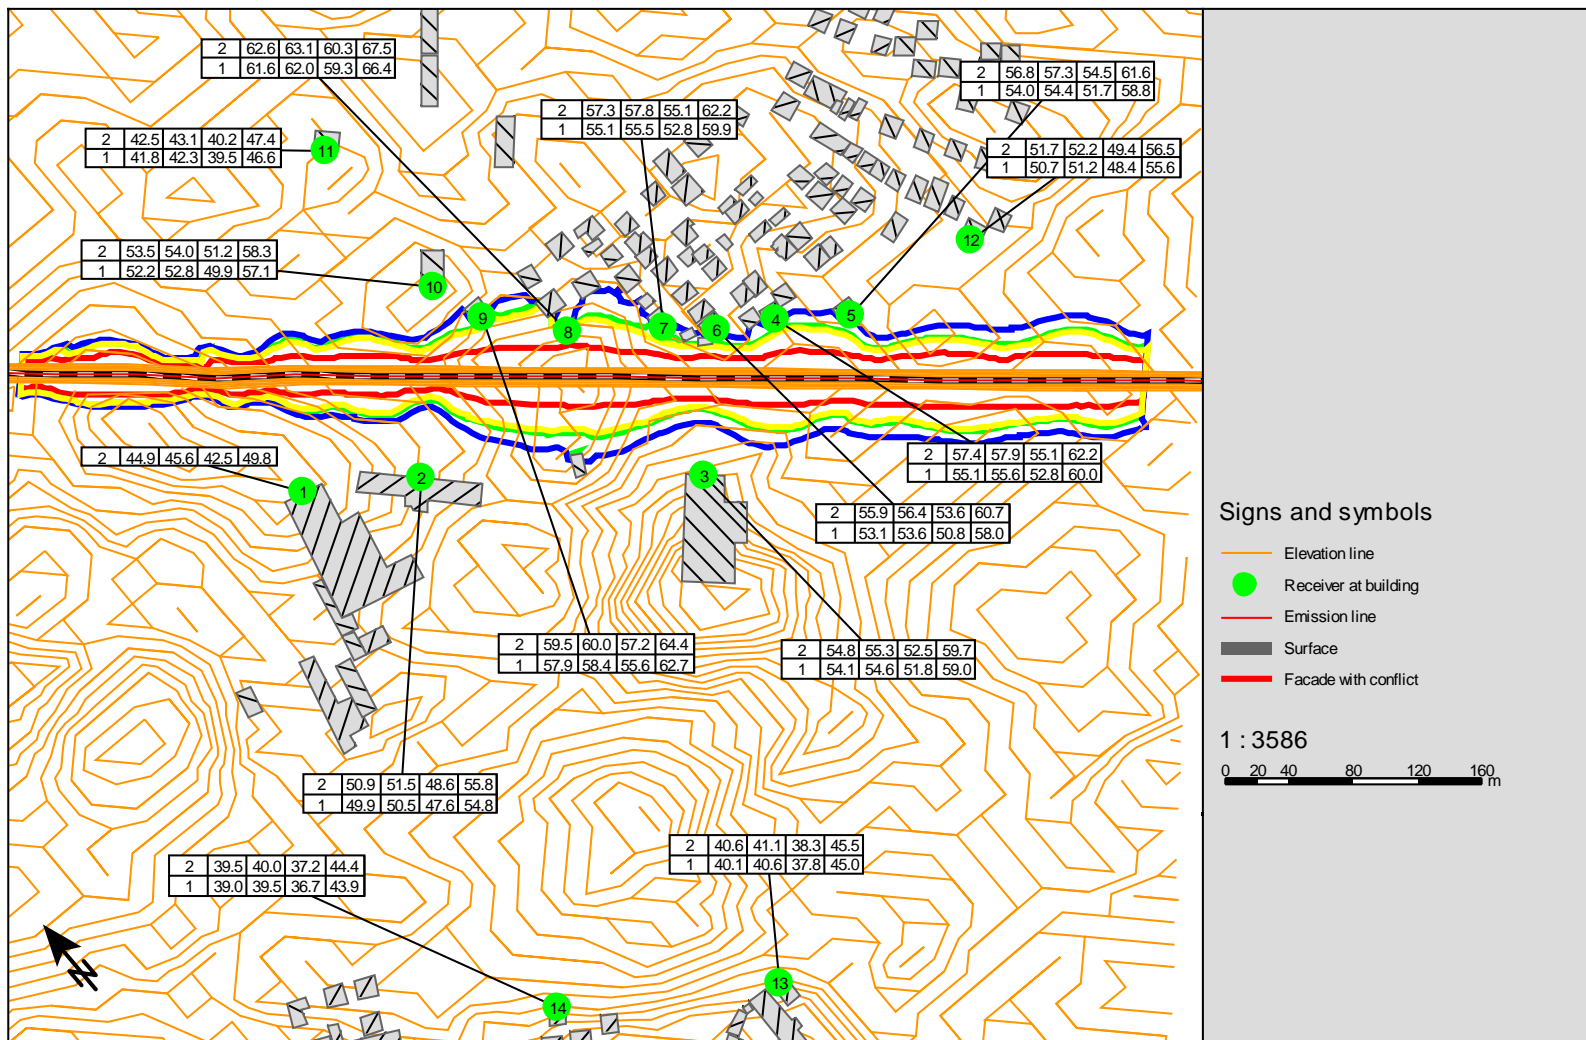 2 62.6 63.1 60.3 67.5
1 61.6 62.0 59.3 66.4
2 56.8 57.3 54.5 61.6
1 54.0 54.4 51.7 58.8
2 57.3 57.8 55.1 62.2
1 55.1 55.5 52.8 59.9
2 42.5 43.1 40.2 47.4
1 41.8 42.3 39.5 46.6
11
2 51.7 52.2 49.4 56.5
1 50.7 51.2 48.4 55.6
12
2 53.5 54.0 51.2 58.3
1 52.2 52.8 49.9 57.1
10
9
8
7
6
4
5
2 44.9 45.6 42.5 49.8
1
2
3
2 57.4 57.9 55.1 62.2
1 55.1 55.6 52.8 60.0
2 55.9 56.4 53.6 60.7
1 53.1 53.6 50.8 58.0
2 59.5 60.0 57.2 64.4
1 57.9 58.4 55.6 62.7
2 54.8 55.3 52.5 59.7
1 54.1 54.6 51.8 59.0
2 50.9 51.5 48.6 55.8
1 49.9 50.5 47.6 54.8
2 40.6 41.1 38.3 45.5
1 40.1 40.6 37.8 45.0
2 39.5 40.0 37.2 44.4
1 39.0 39.5 36.7 43.9
N
13
14
Signs and symbols
Elevation line
Receiver at building
Emission line
Surface
Facade with conflict
1 : 3586
0 20 40 80 120 160
m